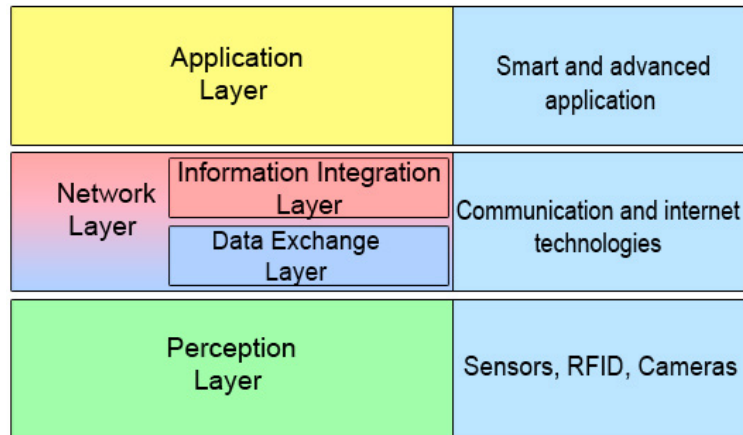 Application
Layer
Smart and advanced
application
Network
Layer
Information Integration
Layer
Data Exchange
Layer
Communication and internet
technologies
Perception
Layer
Sensors, RFID, Cameras